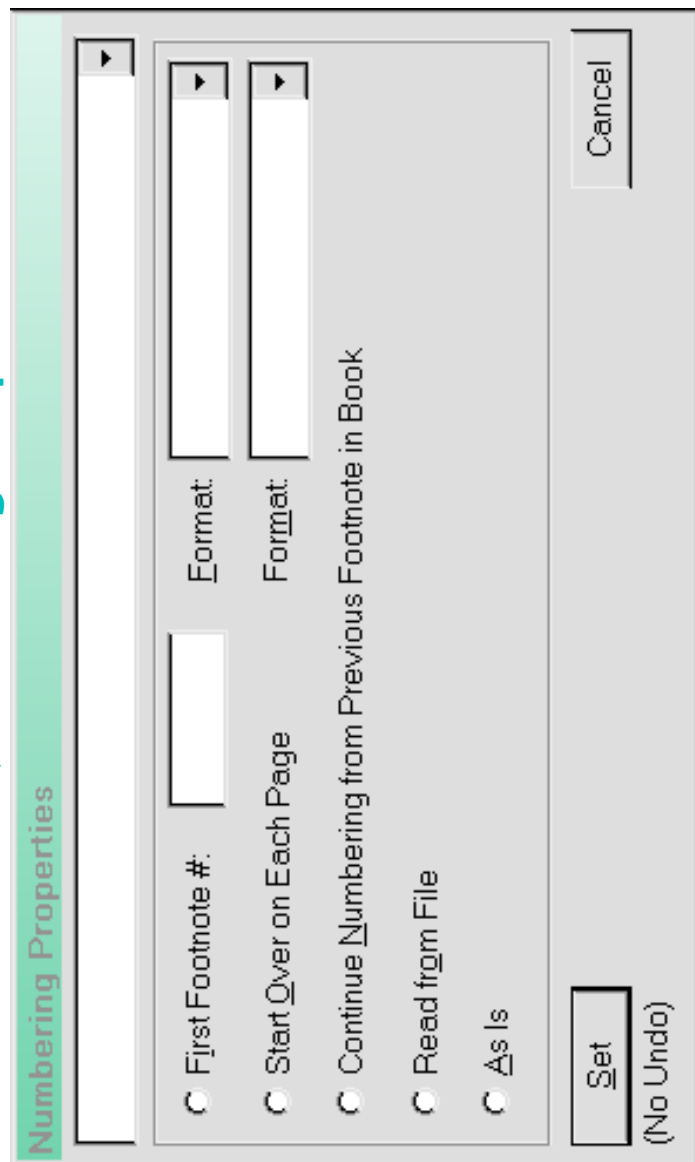 Numbering Properties
First Footnote #: Format:
Start Over on Each Page Format:
Continue Numbering from Previous Footnote in Book
Read from File
As Is
Set Cancel
(No Undo)